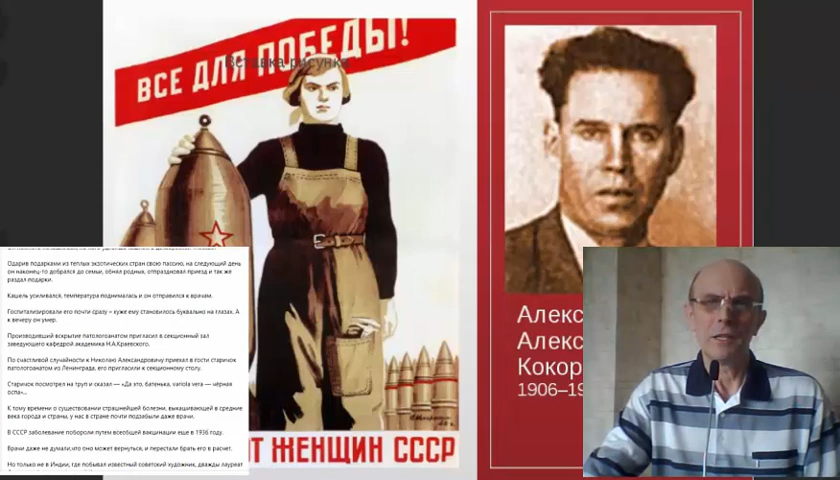 ВСЕ ДЛЯ ПОБЕДЫ!
Вставка рисунка
ОТ ЖЕНЩИН СССР
Одарив подарками из теплых экзотических стран свою пассию, на следующий день
он наконец-то добрался до семьи, обнял родных, отпраздновал приезд и так же
раздал подарки.
Кашель усиливался, температура поднималась и он отправился к врачам.
Госпитализировали его почти сразу – хуже ему становилось буквально на глазах. А
к вечеру он умер.
Производивший вскрытие патологоанатом пригласил в секционный зал
заведующего кафедрой академика Н.А.Краевского.
По счастливой случайности к Николаю Александровичу приехал в гости старичок
патологоанатом из Ленинграда, его пригласили к секционному столу.
Старичок посмотрел на труп и сказал — «Да это, батенька, variola vera — чёрная
оспа»..
К тому времени о существовании страшнейшей болезни, выкашивающей в средние
века города и страны, у нас в стране почти подзабыли даже врачи.
В СССР заболевание побороли путем всеобщей вакцинации еще в 1936 году.
Врачи даже не думали,что оно может вернуться, и перестали брать его в расчет.
Но только не в Индии, где побывал известный советский художник, дважды лауреат
Алекс
Алекс
Кокор
1906–19